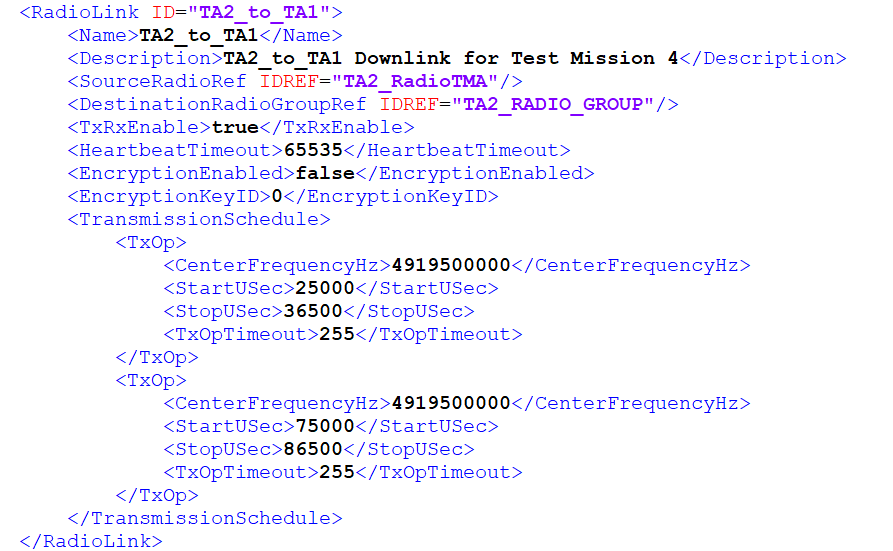 <RadioLink ID="TA2_to_TA1">
<Name>TA2_to_TA1</Name>
<Description>TA2_to_TA1 Downlink for Test Mission 4</Description>
<SourceRadioRef IDREF="TA2_RadioTMA"/>
<DestinationRadioGroupRef IDREF="TA2_RADIO_GROUP"/>
<TxRxEnable>true</TxRxEnable>
<HeartbeatTimeout>65535</HeartbeatTimeout>
<EncryptionEnabled>false</EncryptionEnabled>
<EncryptionKeyID>0</EncryptionKeyID>
<TransmissionSchedule>
<TxOp>
<CenterFrequencyHz>4919500000</CenterFrequencyHz>
<StartUSec>25000</StartUSec>
<StopUSec>36500</StopUSec>
<TxOpTimeout>255</TxOpTimeout>
</TxOp>
<TxOp>
<CenterFrequencyHz>4919500000</CenterFrequencyHz>
<StartUSec>75000</StartUSec>
<StopUSec>86500</StopUSec>
<TxOpTimeout>255</TxOpTimeout>
</TxOp>
</TransmissionSchedule>
</RadioLink>